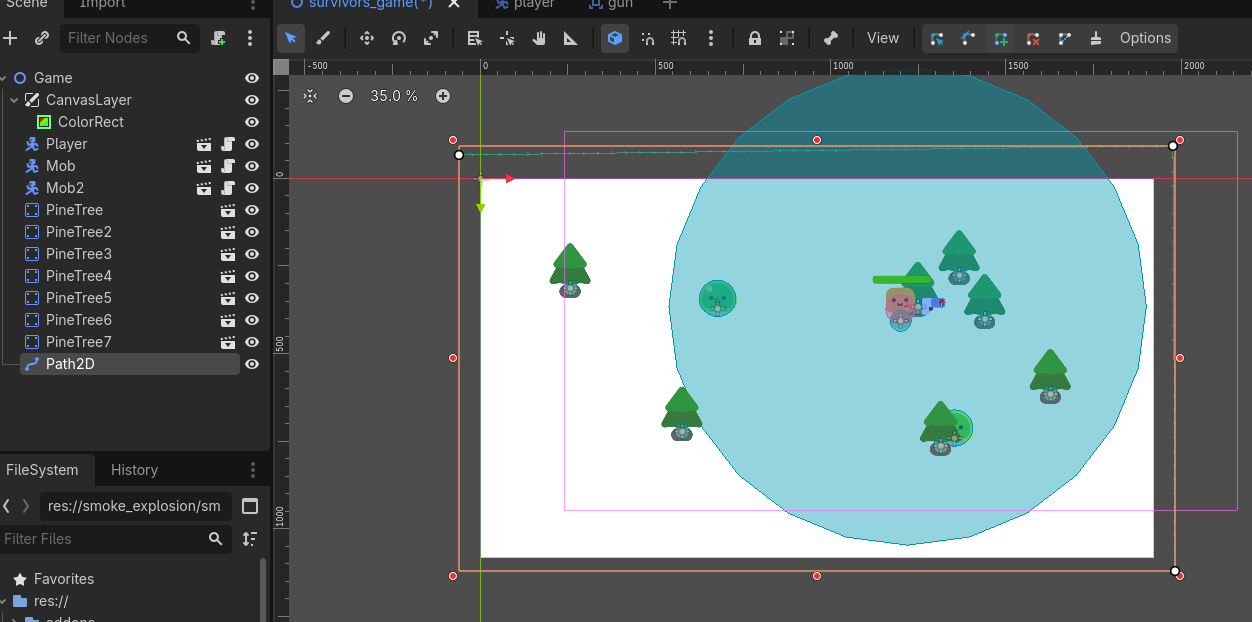 Scene Import survivors_game(*) player gun
Filter Nodes View Options
-500 0 500 1000 1500 2000
Game
35.0 %
CanvasLayer
ColorRect
Player
Mob
0
Mob2
PineTree
PineTree2
PineTree3
PineTree4
PineTree5
PineTree6
500
PineTree7
Path2D
FileSystem History
res://smoke_explosion/sm
1000
Filter Files
Favorites
res://
addons